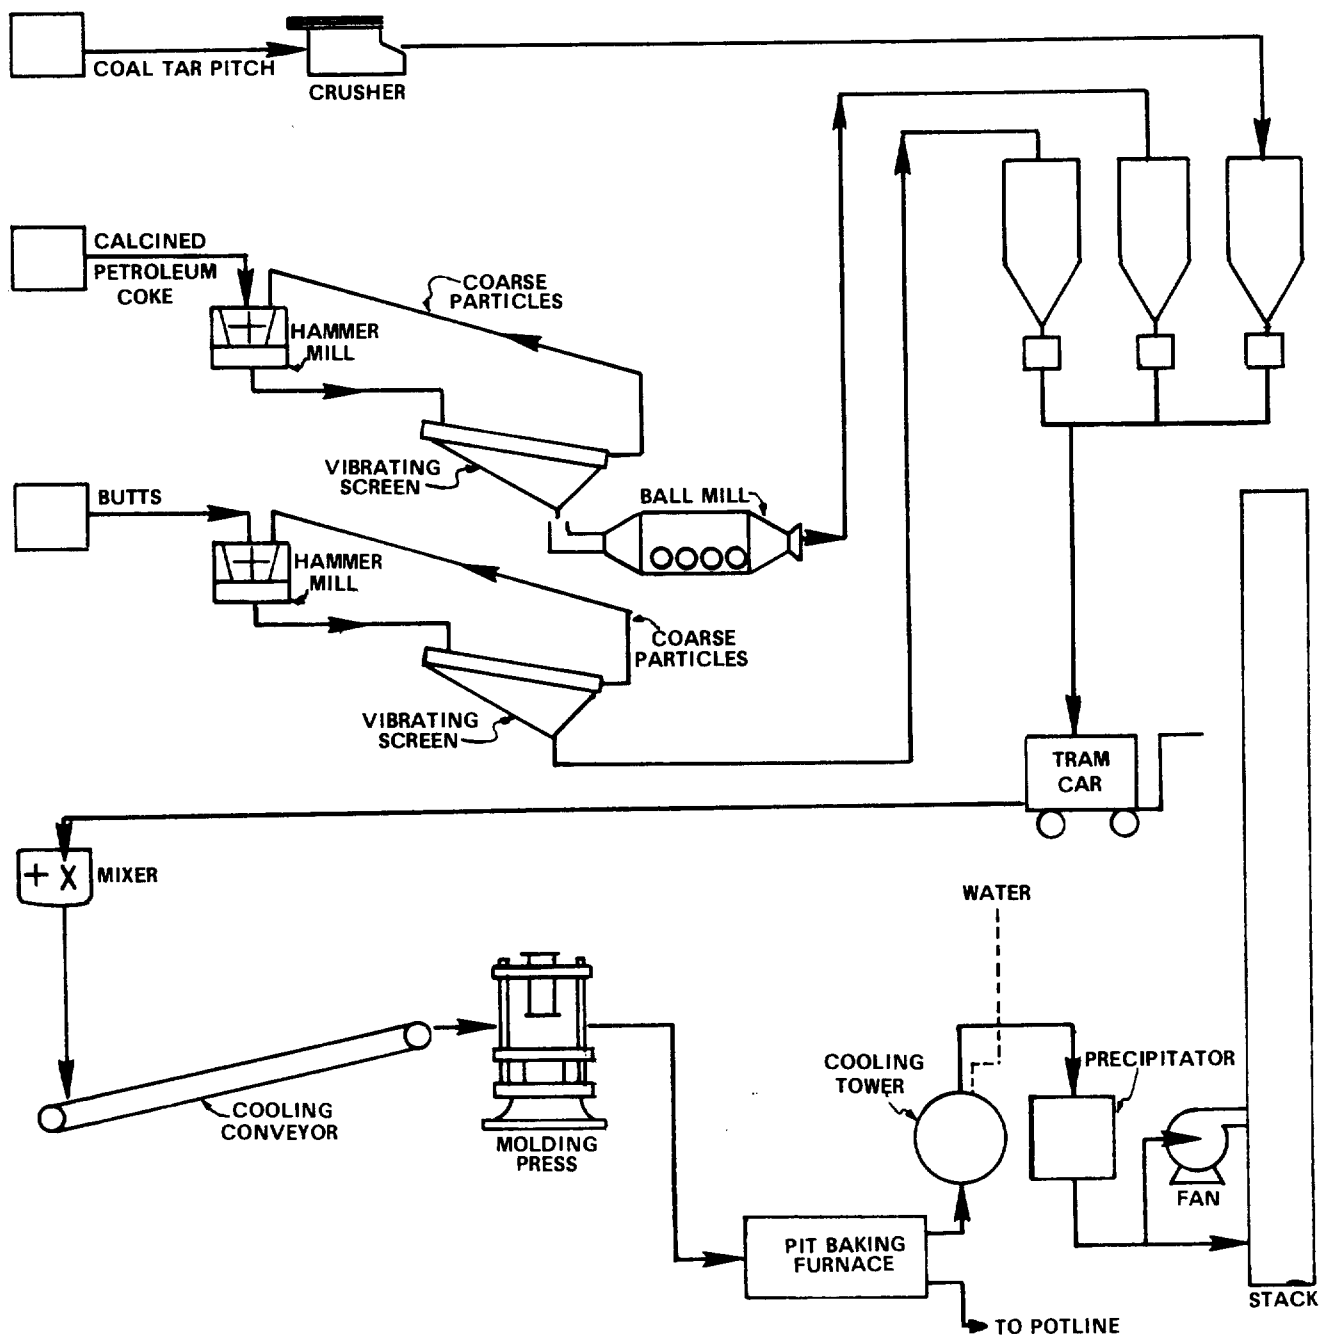 COAL TAR PITCH
CRUSHER
CALCINED
PETROLEUM
COKE
COARSE
PARTICLES
HAMMER
MILL
VIBRATING
SCREEN
BUTTS
BALL MILL
HAMMER
MILL
COARSE
PARTICLES
VIBRATING
SCREEN
TRAM
CAR
+ X
MIXER
WATER
COOLING
TOWER
PRECIPITATOR
COOLING
CONVEYOR
MOLDING
PRESS
FAN
PIT BAKING
FURNACE
STACK
TO POTLINE